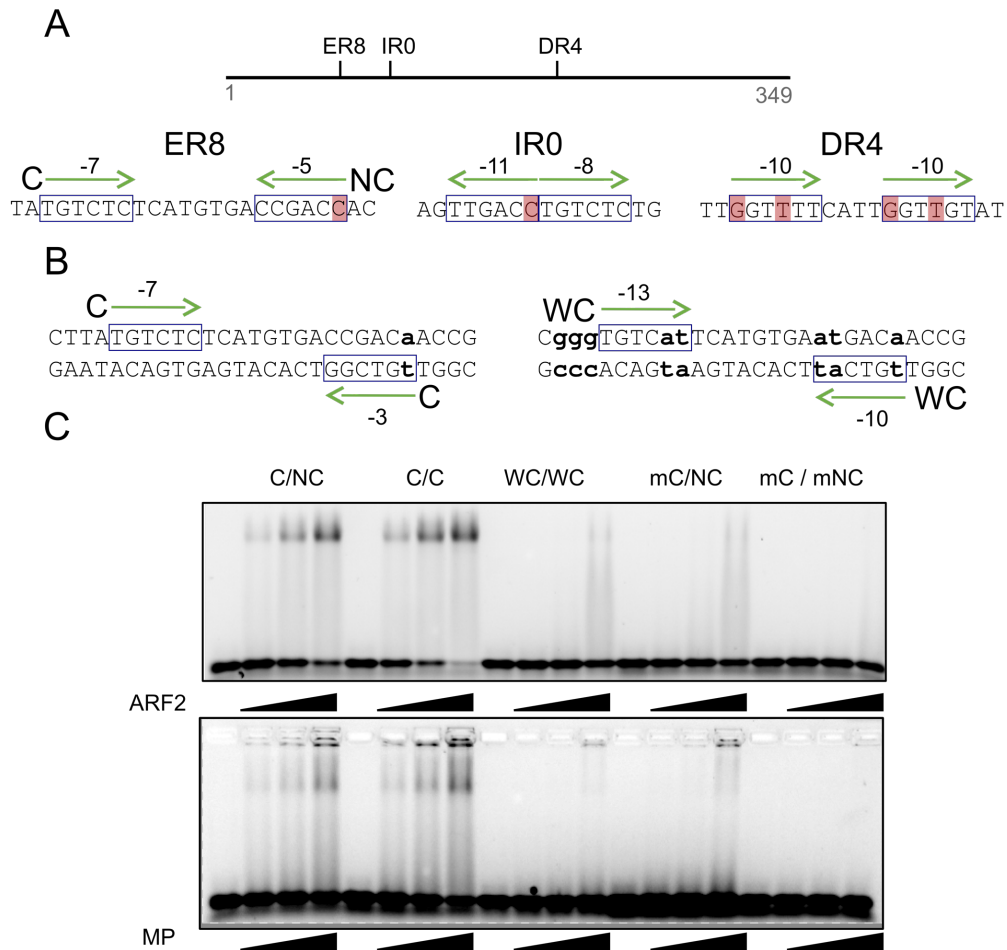 A
ER8 IR0 DR4
1 349
ER8 IR0 DR4
C -7 -5 NC -11 -8 -10 -10
TATGTCTCTCATGTGACCGACCAC AGTTGACCTGTCTCTG TTGGTTTTCATTGGTTGTAT
B
C -7 WC -13
CTTATGTCTCTCATGTGACCGACaACCG CgggTGTCatTCATGTGAatGACaACCG
GAATACAGTGAGTACACTGGCTGtTGGC GcccACAGtaAGTACACTtaCTGtTGGC
-3 C -10 WC
C
C/NC C/C WC/WC mC/NC mC / mNC
ARF2
MP